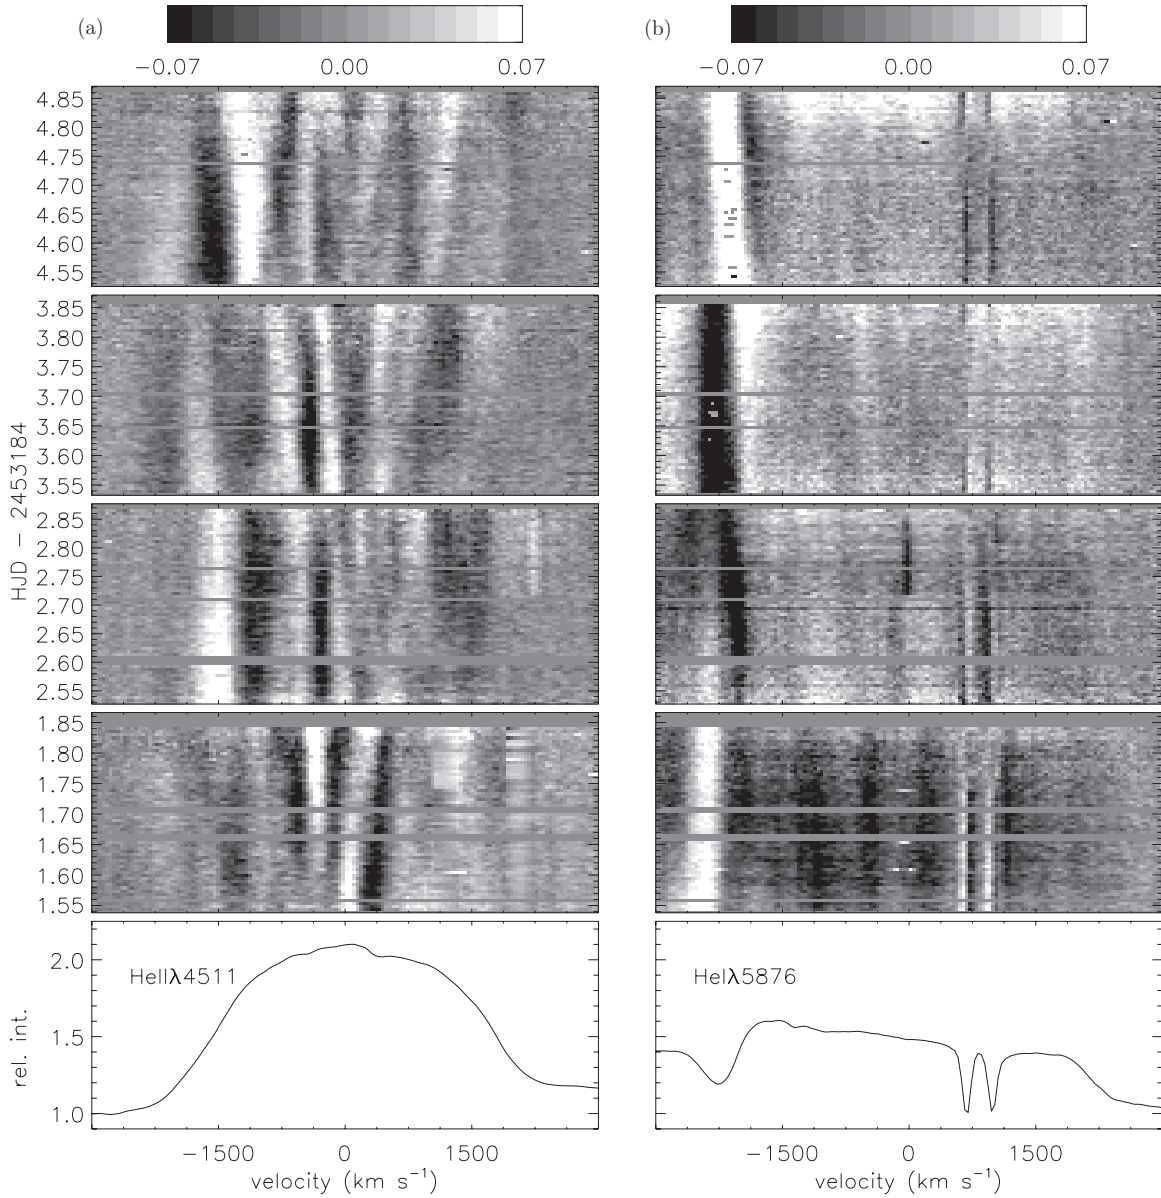 (a)
(b)
−0.07 0.00 0.07
−0.07 0.00 0.07
HJD − 2453184
4.85
4.80
4.75
4.70
4.65
4.60
4.55
3.85
3.80
3.75
3.70
3.65
3.60
3.55
2.85
2.80
2.75
2.70
2.65
2.60
2.55
1.85
1.80
1.75
1.70
1.65
1.60
1.55
rel. int.
2.0
1.5
1.0
HeIIλ4511
HeIλ5876
−1500 0 1500
−1500 0 1500
velocity (km s⁻¹)
velocity (km s⁻¹)